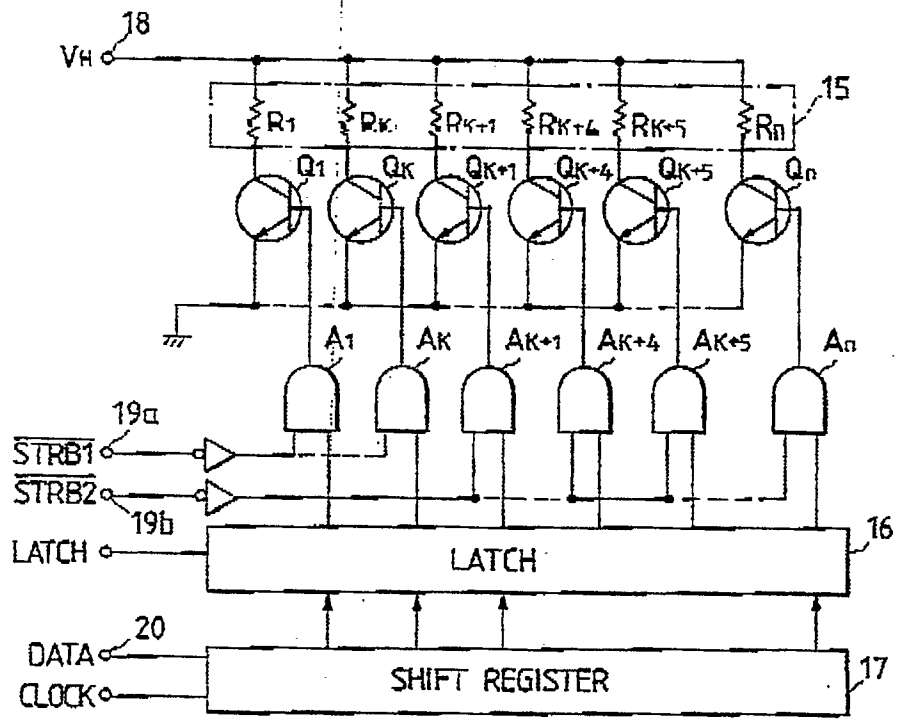 18
VH
15
R1 RK RK+1 RK+4 RK+5 Rn
Q1 QK QK+1 QK+4 QK+5 Qn
A1 AK AK+1 AK+4 AK+5 An
19a
STRB1
STRB2
19b
16
LATCH LATCH
20
DATA
17
SHIFT REGISTER
CLOCK